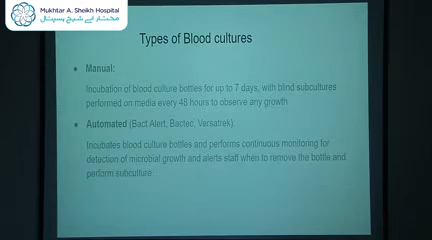 Mukhtar A. Sheikh Hospital
مختار اے شیخ ہسپتال
Types of Blood cultures
Manual:
Incubation of blood culture bottles for up to 7 days, with blind subcultures
performed on media every 48 hours to observe any growth
Automated (Bact Alert, Bactec, Versatrek):
Incubates blood culture bottles and performs continuous monitoring for
detection of microbial growth and alerts staff when to remove the bottle and
perform subculture